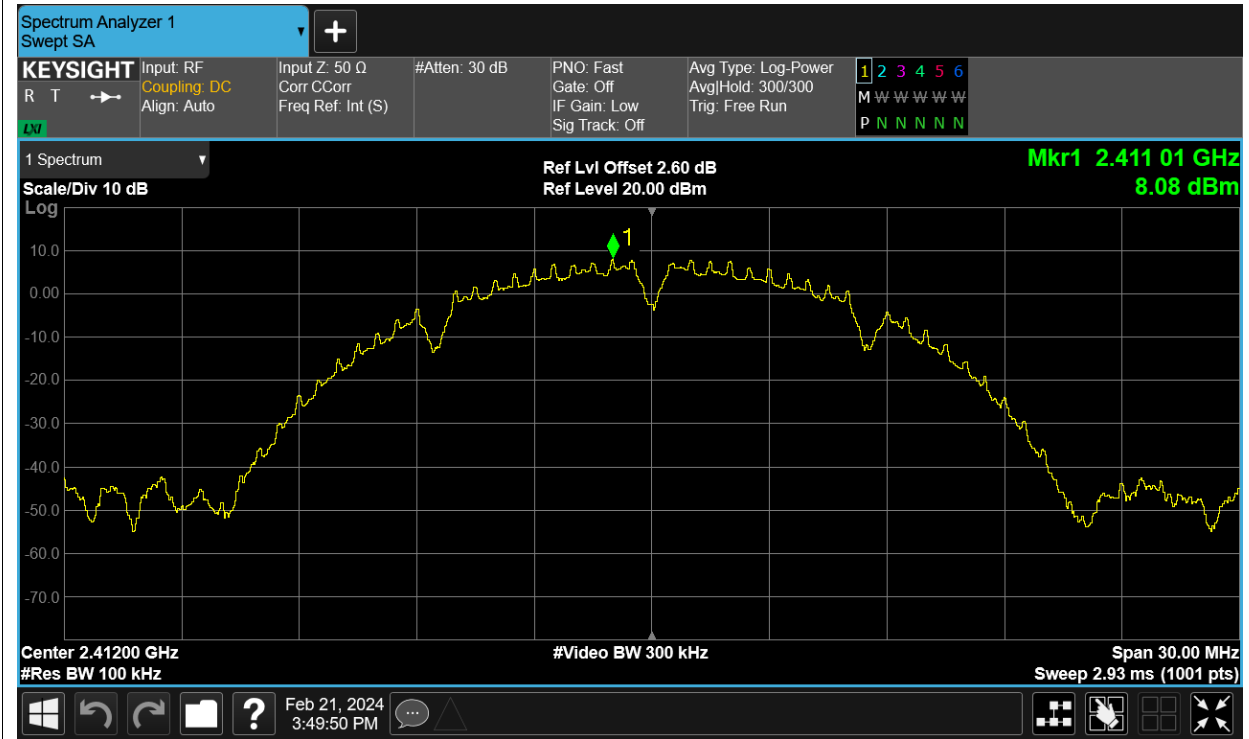 Spectrum Analyzer 1
Swept SA
+
KEYSIGHT
R T
LXI
Input: RF
Coupling: DC
Align: Auto
Input Z: 50 Ω
Corr CCorr
Freq Ref: Int (S)
#Atten: 30 dB
PNO: Fast
Gate: Off
IF Gain: Low
Sig Track: Off
Avg Type: Log-Power
Avg|Hold: 300/300
Trig: Free Run
1 2 3 4 5 6
M W W W W W
P N N N N N
1 Spectrum
Scale/Div 10 dB
Log
Ref Lvl Offset 2.60 dB
Ref Level 20.00 dBm
Mkr1 2.411 01 GHz
8.08 dBm
1
10.0
0.00
-10.0
-20.0
-30.0
-40.0
-50.0
-60.0
-70.0
Center 2.41200 GHz
#Res BW 100 kHz
#Video BW 300 kHz
Span 30.00 MHz
Sweep 2.93 ms (1001 pts)
?
Feb 21, 2024
3:49:50 PM